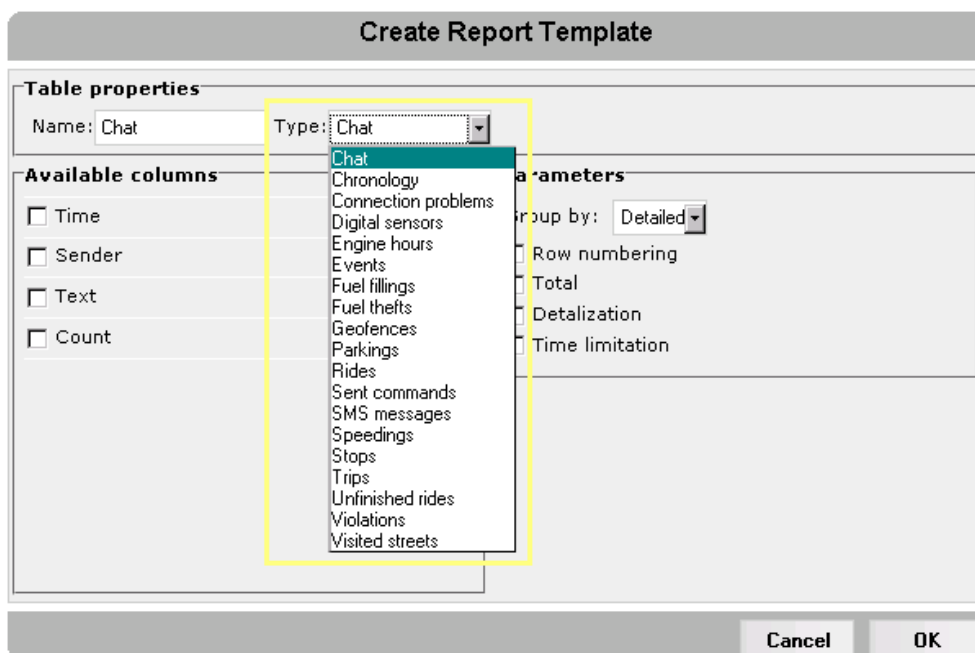 Create Report Template
Table properties
Name: Chat Type: Chat
Available columns
Time
Sender
Text
Count
Chat
Chronology
Connection problems
Digital sensors
Engine hours
Events
Fuel fillings
Fuel thefts
Geofences
Parkings
Rides
Sent commands
SMS messages
Speedings
Stops
Trips
Unfinished rides
Violations
Visited streets
arameters
roup by: Detailed
Row numbering
Total
Detalization
Time limitation
Cancel OK